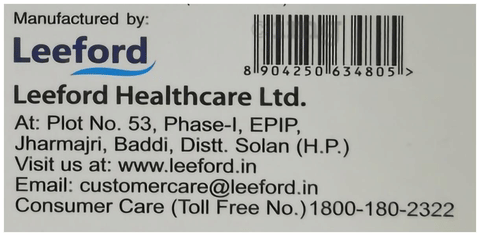 Manufactured by:
Leeford
8 904250 634805 >
Leeford Healthcare Ltd.
At: Plot No. 53, Phase-I, EPIP,
Jharmajri, Baddi, Distt. Solan (H.P.)
Visit us at: www.leeford.in
Email: customercare@leeford.in
Consumer Care (Toll Free No.) 1800-180-2322